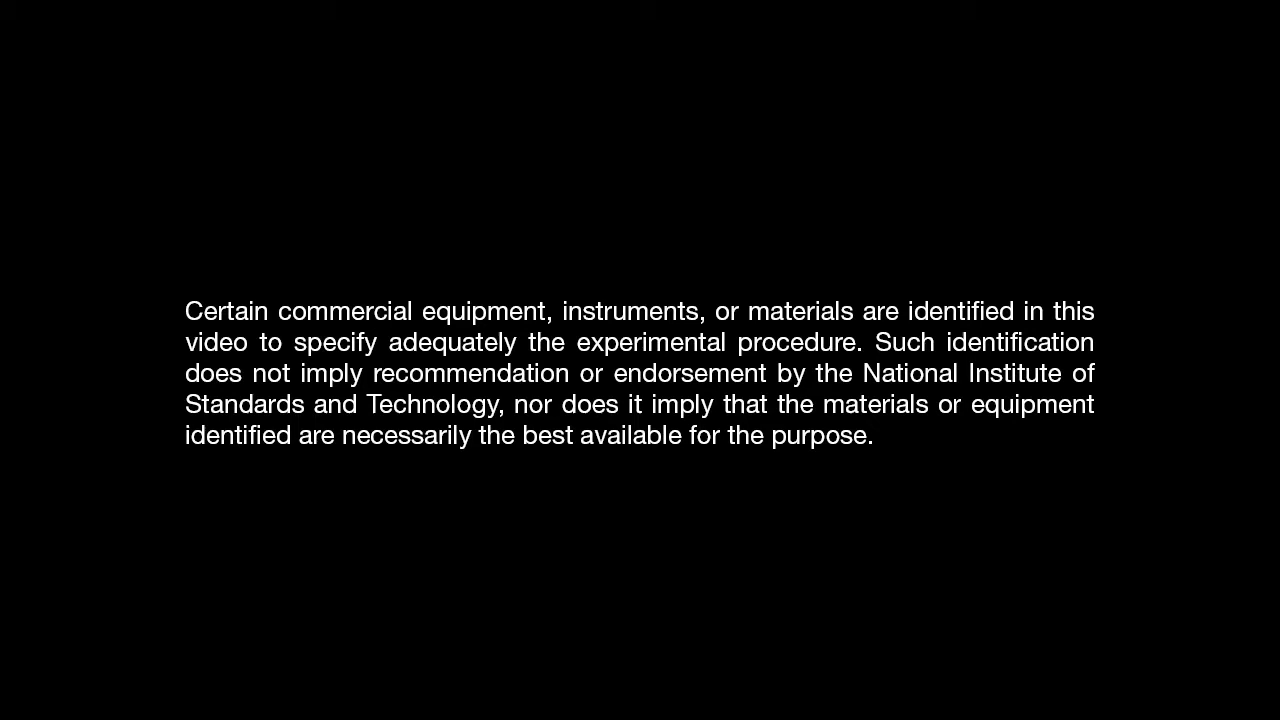 Certain commercial equipment, instruments, or materials are identified in this
video to specify adequately the experimental procedure. Such identification
does not imply recommendation or endorsement by the National Institute of
Standards and Technology, nor does it imply that the materials or equipment
identified are necessarily the best available for the purpose.